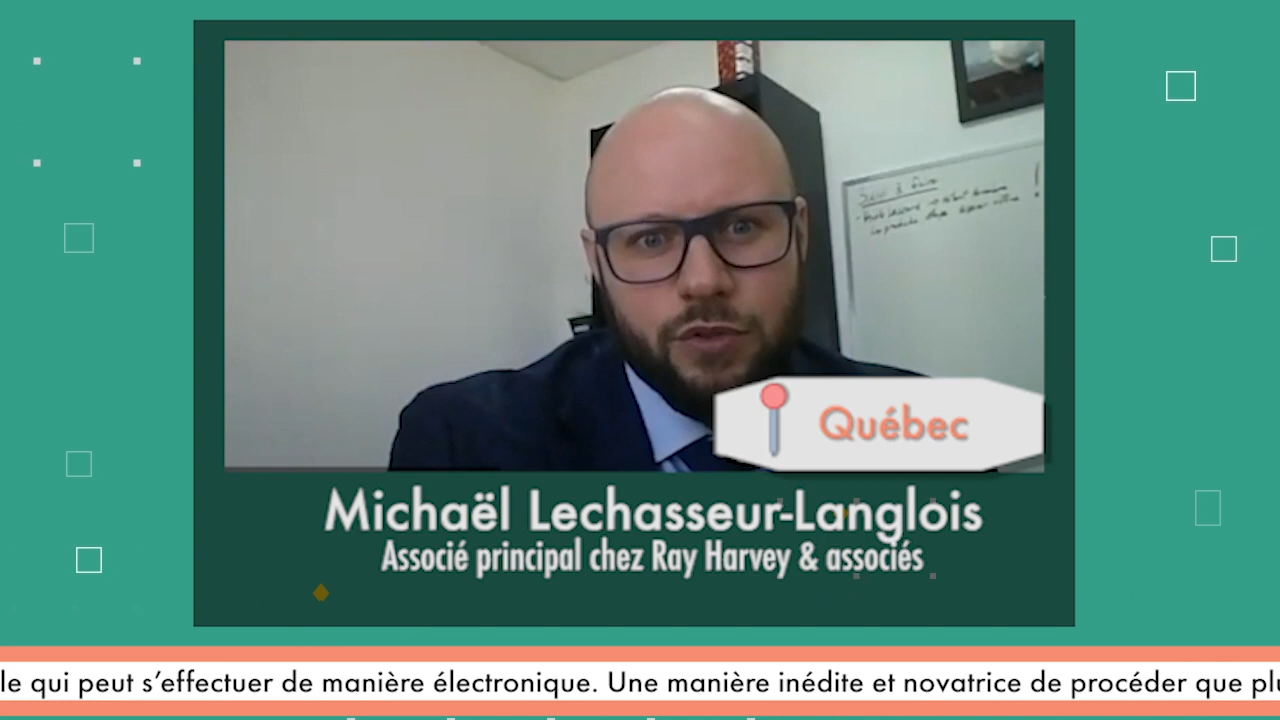 Québec
Michaël Lechasseur-Langlois
Associé principal chez Ray Harvey & associés
le qui peut s'effectuer de manière électronique. Une manière inédite et novatrice de procéder que plu